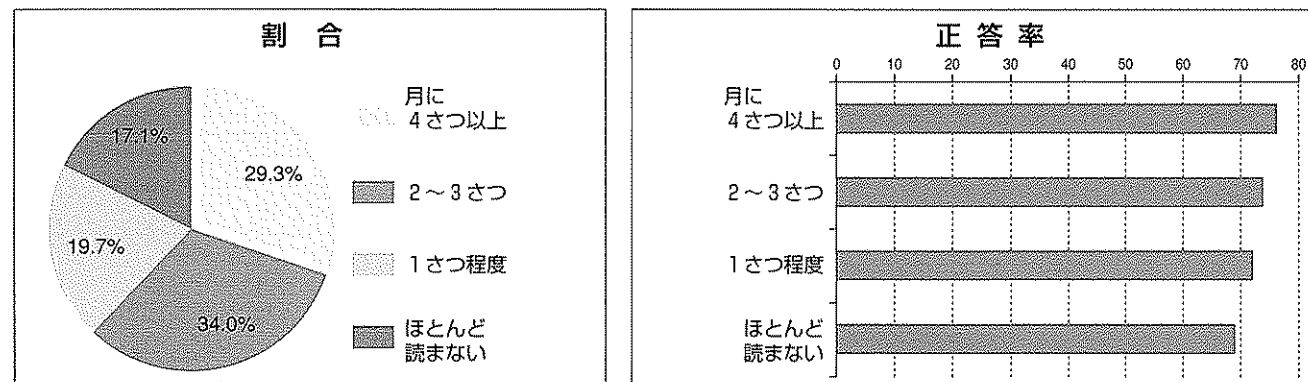 割 合
17.1%
29.3%
19.7%
34.0%
月に
4さつ以上
2～3さつ
1さつ程度
ほとんど
読まない
正 答 率
0 10 20 30 40 50 60 70 80
月に
4さつ以上
2～3さつ
1さつ程度
ほとんど
読まない